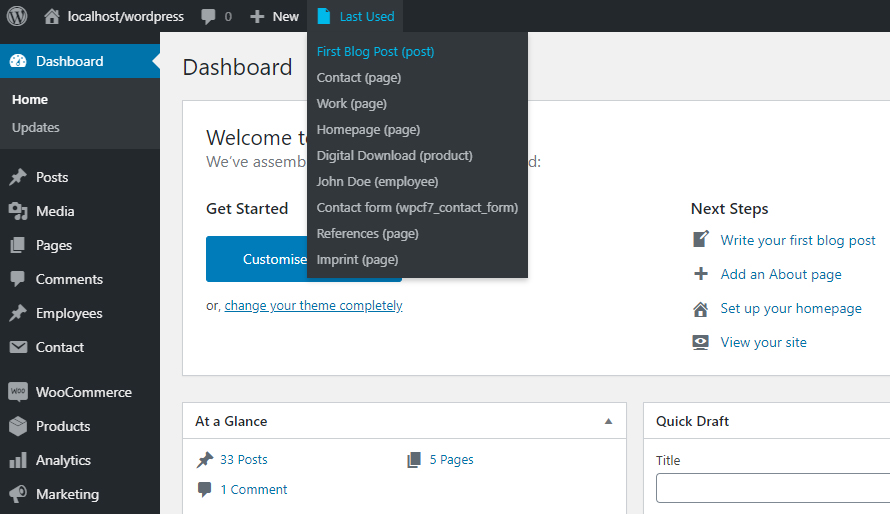 localhost/wordpress 0 New Last Used
Dashboard
Home
Updates
Posts
Media
Pages
Comments
Employees
Contact
WOO WooCommerce
Products
Analytics
Marketing
First Blog Post (post)
Contact (page)
Work (page)
Homepage (page)
Digital Download (product)
John Doe (employee)
Contact form (wpcf7_contact_form)
References (page)
Imprint (page)
Dashboard
Welcome t
We've assemb d:
Get Started
Customise
or, change your theme completely
Next Steps
Write your first blog post
Add an About page
Set up your homepage
View your site
At a Glance
33 Posts 5 Pages
1 Comment
Quick Draft
Title